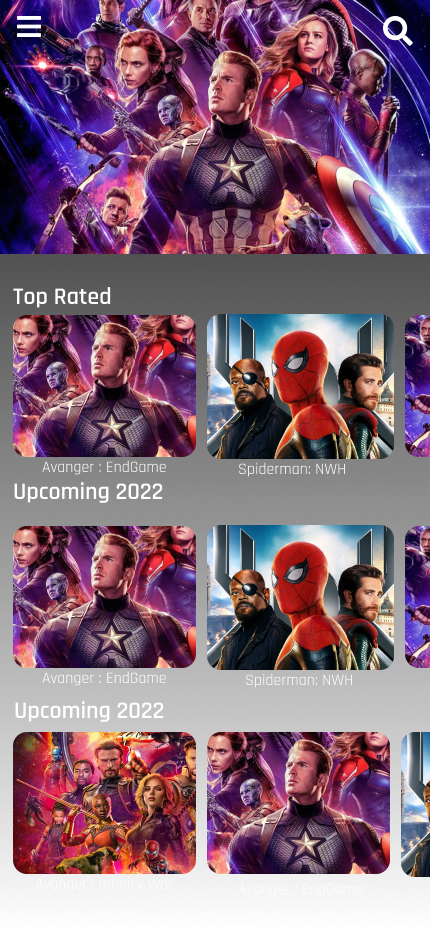 Top Rated
Avanger : EndGame
Spiderman: NWH
Upcoming 2022
Avanger : EndGame
Spiderman: NWH
Upcoming 2022
Avanger : Infinity War
Avanger : EndGame